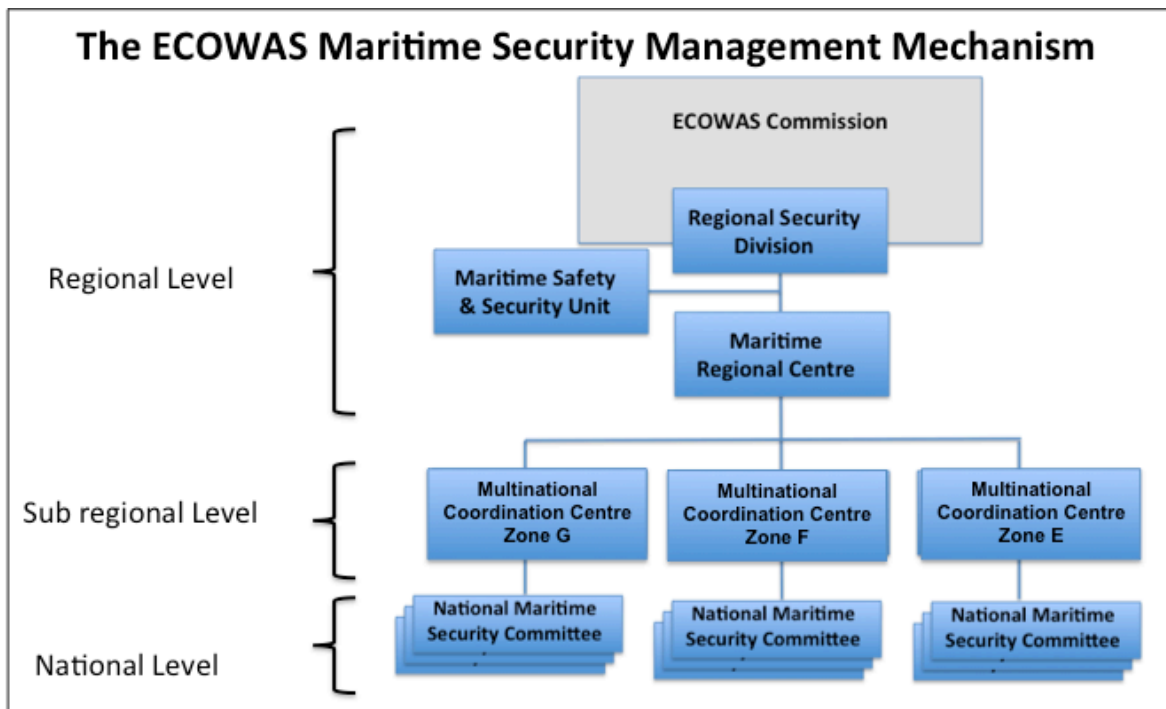 The ECOWAS Maritime Security Management Mechanism
ECOWAS Commission
Regional Security
Division
Regional Level
Maritime Safety
& Security Unit
Maritime
Regional Centre
Sub regional Level
Multinational
Coordination Centre
Zone G
Multinational
Coordination Centre
Zone F
Multinational
Coordination Centre
Zone E
National Level
National Maritime
Security Committee
National Maritime
Security Committee
National Maritime
Security Committee